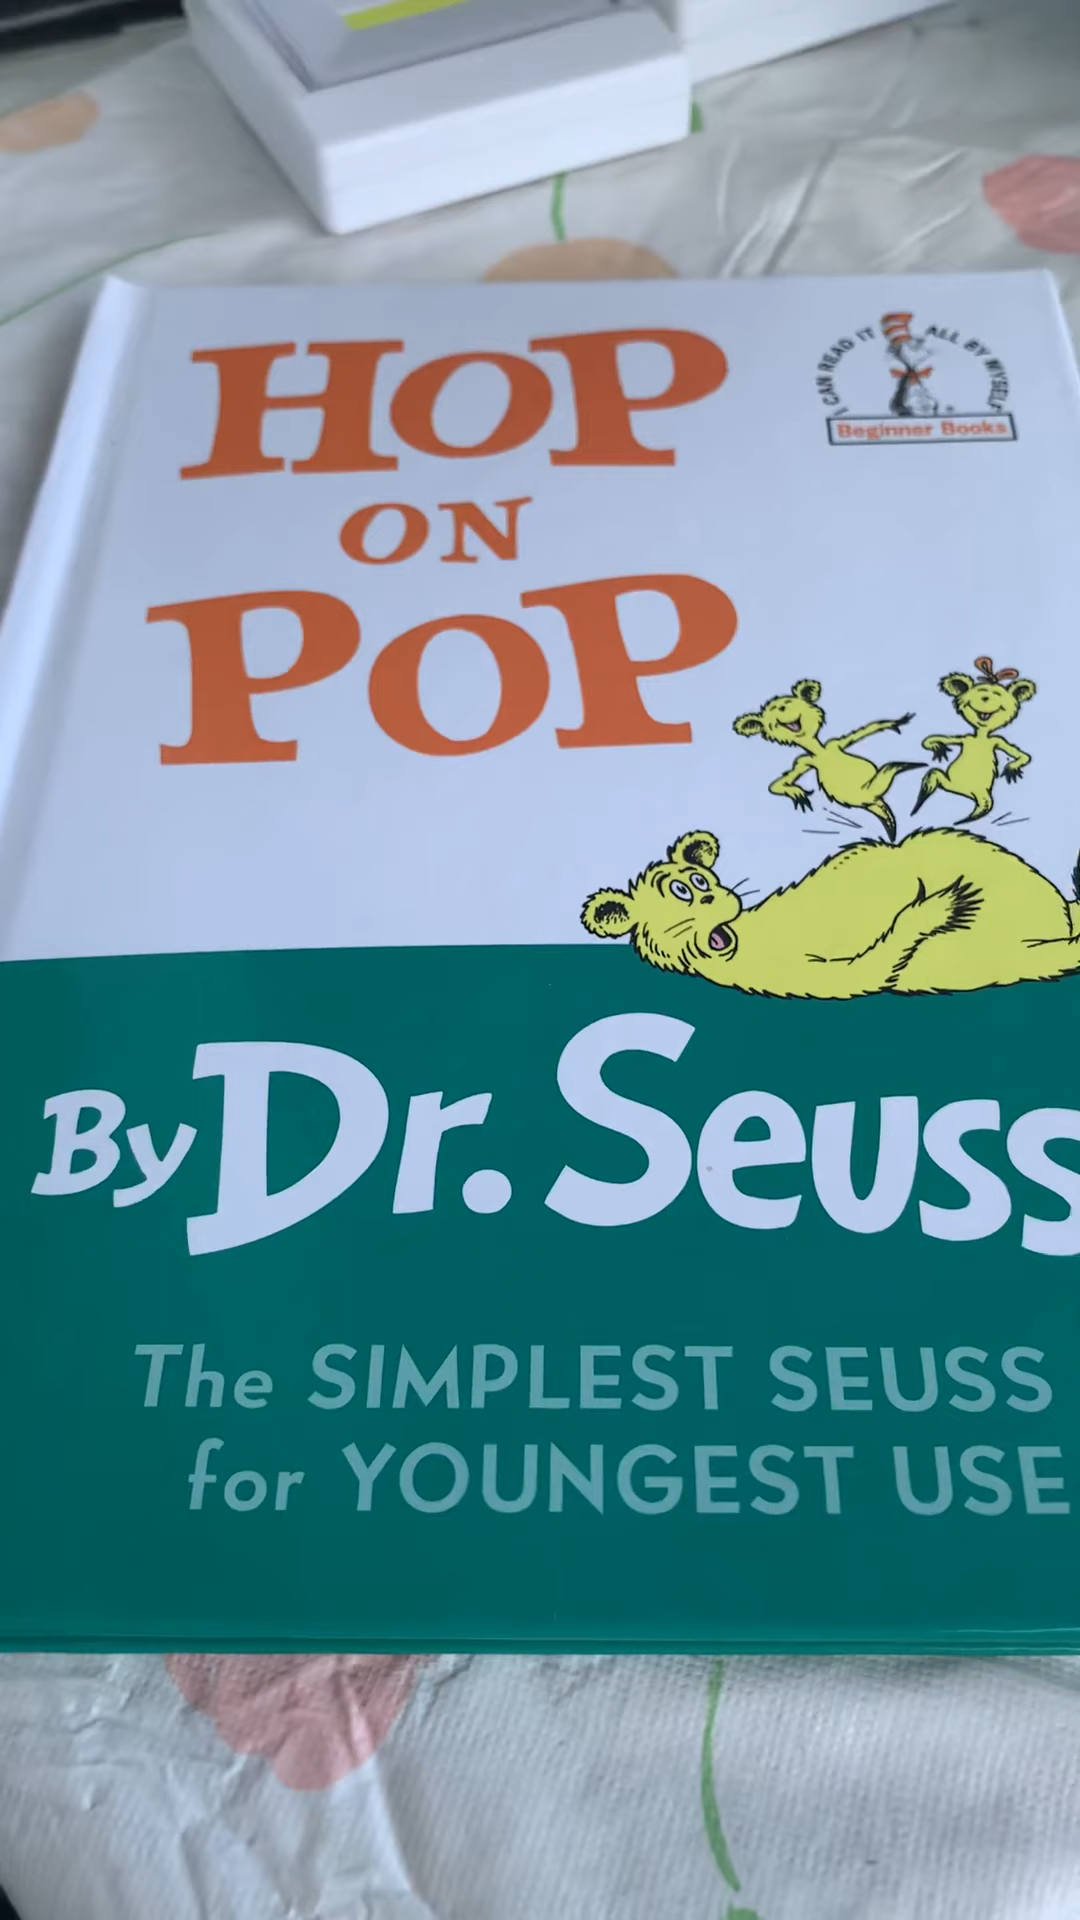 HOP
ON
POP
I CAN READ IT ALL BY MYSELF
Beginner Books
By Dr. Seuss
The SIMPLEST SEUSS
for YOUNGEST USE